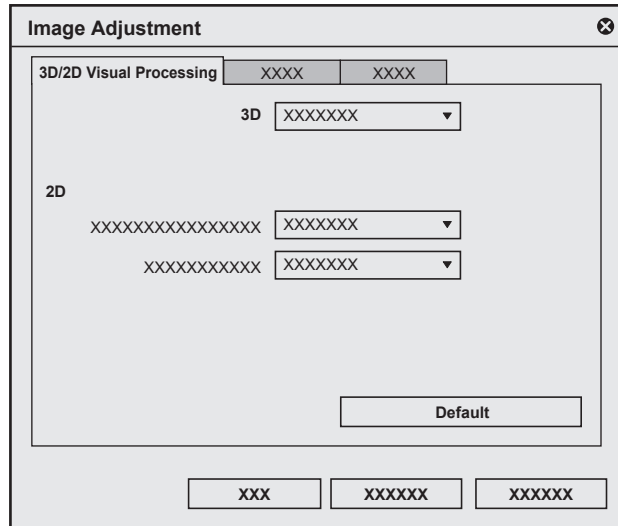 Image Adjustment
3D/2D Visual Processing XXXX XXXX
3D XXXXXXX
2D
XXXXXXXXXXXXXXXX XXXXXXX
XXXXXXXXXXX XXXXXXX
Default
XXX XXXXXX XXXXXX